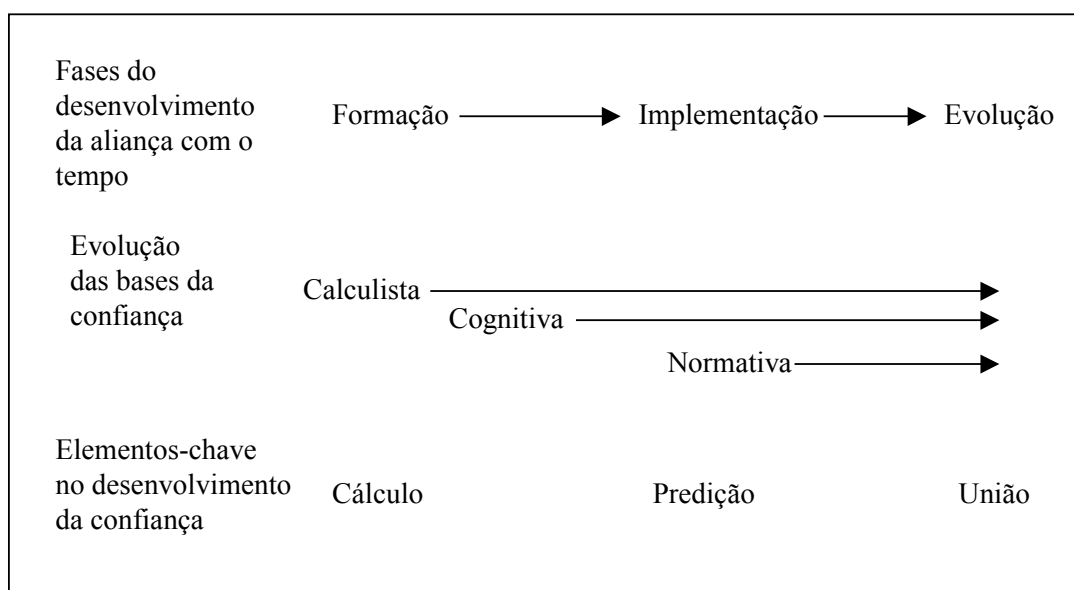 Fases do
desenvolvimento
da aliança com o
tempo
Formação
Implementação
Evolução
Evolução
das bases da
confiança
Calculista
Cognitiva
Normativa
Elementos-chave
no desenvolvimento
da confiança
Cálculo
Predição
União